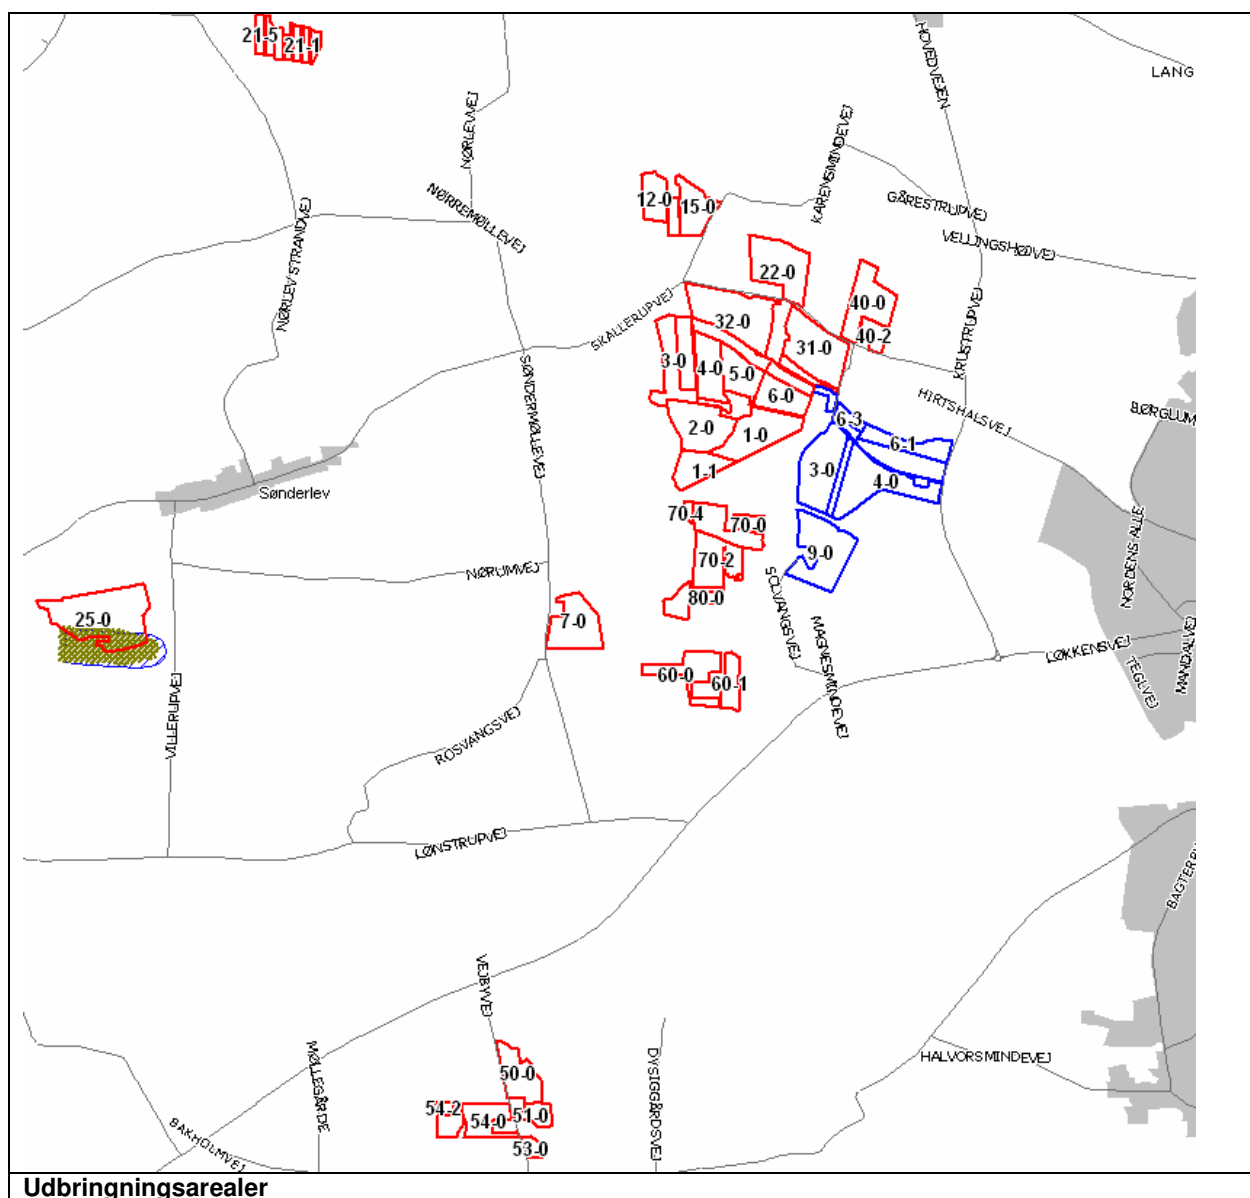 21-5
21-1
HOVEDVEJEN
LANG
NØRLEVVEJ
KARENSMINDEVEJ
NØRREMØLLEVEJ
12-0
15-0
GÅRESTRUPVEJ
VELLINGSHØJVEJ
NØRLEV STRANDVEJ
22-0
40-0
SKALLERUPVEJ
32-0
40-2
31-0
KRUSTRUPVEJ
3-0
4-0
5-0
6-0
SØNDERMØLLEVEJ
HIRTSHALSVEJ
BØRGLUM
2-0
1-0
6-3
6-1
1-1
3-0
4-0
Sønderlev
70-4
70-0
NORDENS ALLE
70-2
9-0
NØRUMVEJ
80-0
SOLVANGSVEJ
25-0
7-0
MAGNESMINDEVEJ
LØKKENSVEJ
TEGLVEJ
MANDALVEJ
60-0
60-1
VILLERUPVEJ
ROSVANGSVEJ
LØNSTRUPVEJ
BAGTERP
VEJBYVEJ
MØLLEGÅRDE
DYSIGGÅRDSVEJ
HALVORSMINDEVEJ
50-0
54-2
54-0
51-0
53-0
BAKHOLMVEJ
Udbringningsarealer